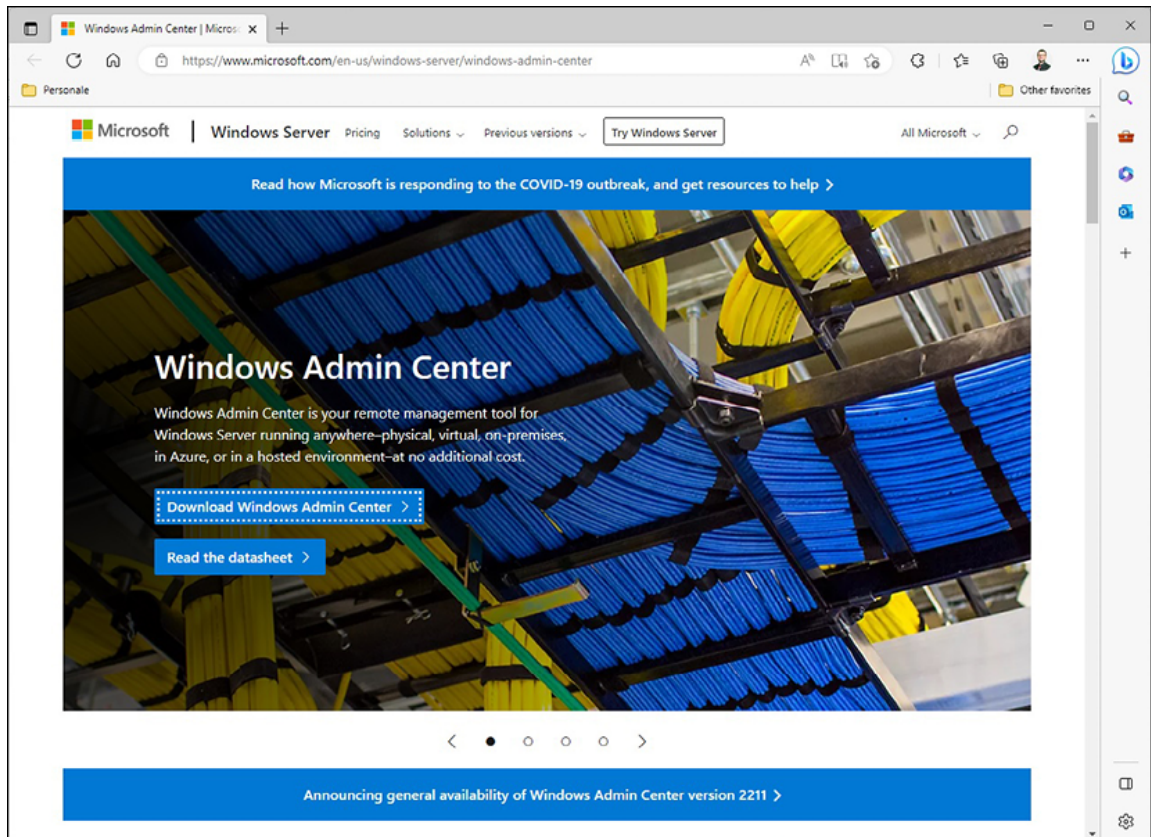 Windows Admin Center | Micros
https://www.microsoft.com/en-us/windows-server/windows-admin-center
Personale
Other favorites
Microsoft
Windows Server Pricing Solutions Previous versions Try Windows Server
All Microsoft
Read how Microsoft is responding to the COVID-19 outbreak, and get resources to help
Windows Admin Center
Windows Admin Center is your remote management tool for
Windows Server running anywhere–physical, virtual, on-premises,
in Azure, or in a hosted environment–at no additional cost.
Download Windows Admin Center
Read the datasheet
Announcing general availability of Windows Admin Center version 2211